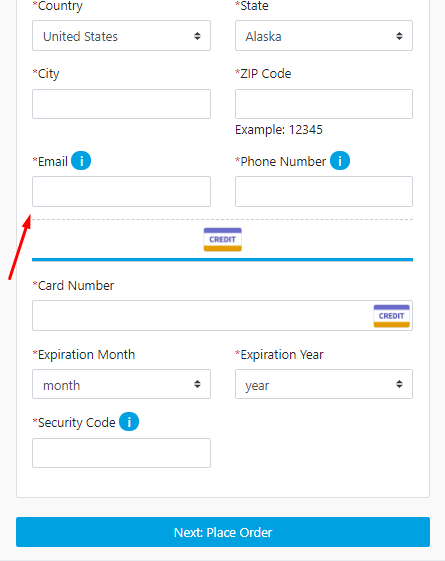 *Country *State
United States Alaska
*City *ZIP Code
Example: 12345
*Email i *Phone Number i
CREDIT
*Card Number
CREDIT
*Expiration Month *Expiration Year
month year
*Security Code i
Next: Place Order